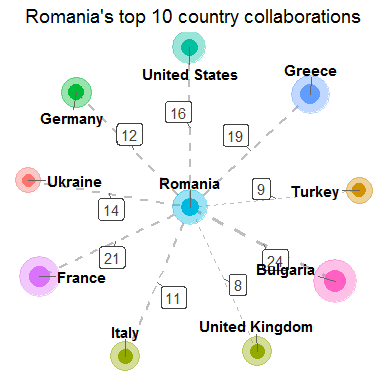 Romania's top 10 country collaborations
United States
Greece
Germany
16
12
19
Ukraine
Romania
9
Turkey
14
21
24
France
Bulgaria
11
8
Italy
United Kingdom